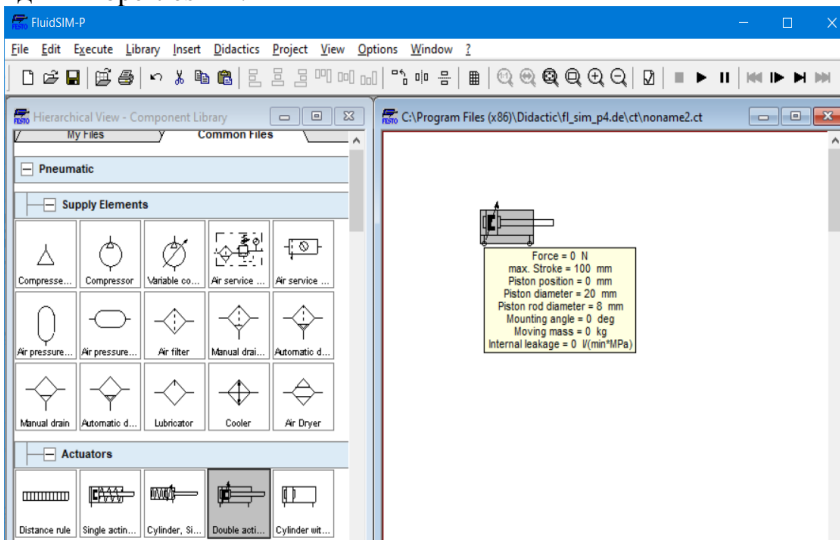 FluidSIM-P
File Edit Execute Library Insert Didactics Project View Options Window ?
Hierarchical View - Component Library
C:\Program Files (x86)\Didactic\fl_sim_p4.de\ct\noname2.ct
My Files
Common Files
Pneumatic
Supply Elements
Compresse...
Compressor
Variable co...
Air service ...
Air service ...
Air pressure...
Air pressure...
Air filter
Manual drai...
Automatic d...
Manual drain
Automatic d...
Lubricator
Cooler
Air Dryer
Actuators
Distance rule
Single actin...
Cylinder, Si...
Double acti...
Cylinder wit...
Force = 0 N
max. Stroke = 100 mm
Piston position = 0 mm
Piston diameter = 20 mm
Piston rod diameter = 8 mm
Mounting angle = 0 deg
Moving mass = 0 kg
Internal leakage = 0 l/(min*MPa)